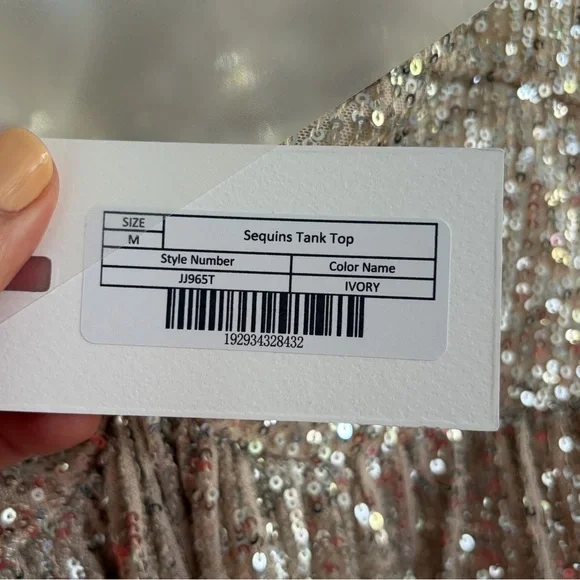 SIZE
M
Sequins Tank Top
Style Number
Color Name
JJ965T
IVORY
192934328432